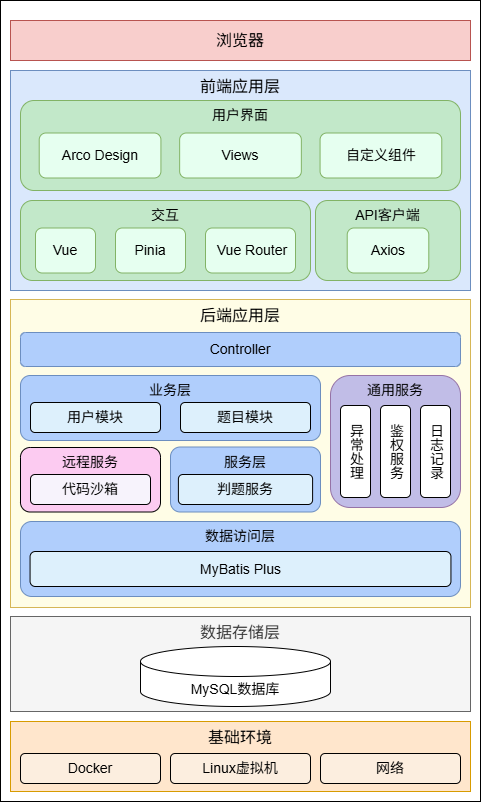 浏览器
前端应用层
用户界面
Arco Design
Views
自定义组件
交互
Vue
Pinia
Vue Router
API客户端
Axios
后端应用层
Controller
业务层
用户模块
题目模块
通用服务
异常处理
鉴权服务
日志记录
远程服务
代码沙箱
服务层
判题服务
数据访问层
MyBatis Plus
数据存储层
MySQL数据库
基础环境
Docker
Linux虚拟机
网络